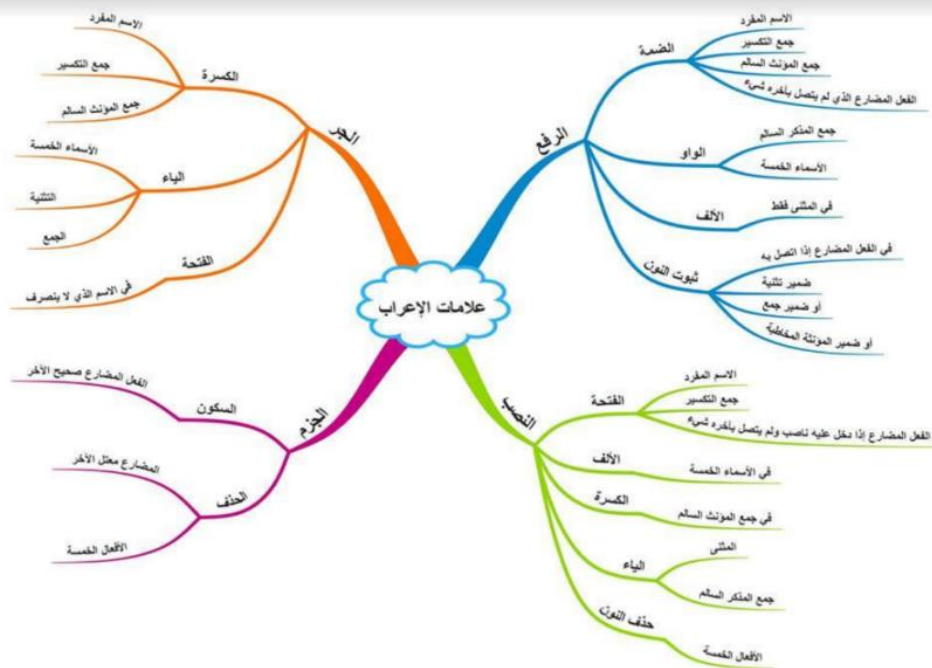 علامات الإعراب
الرفع
الضمة
الاسم المفرد
جمع التكسير
جمع المؤنث السالم
الفعل المضارع الذي لم يتصل بآخره شيء
الواو
جمع المذكر السالم
الأسماء الخمسة
الألف
في المثنى فقط
ثبوت النون
في الفعل المضارع إذا اتصل به
ضمير تثنية
أو ضمير جمع
أو ضمير المؤنثة المخاطبة
النصب
الفتحة
الاسم المفرد
جمع التكسير
الفعل المضارع إذا دخل عليه ناصب ولم يتصل بآخره شيء
الألف
في الأسماء الخمسة
الكسرة
في جمع المؤنث السالم
الياء
المثنى
جمع المذكر السالم
حذف النون
الأفعال الخمسة
الجر
الكسرة
الاسم المفرد
جمع التكسير
جمع المؤنث السالم
الياء
الأسماء الخمسة
التثنية
الجمع
الفتحة
في الاسم الذي لا ينصرف
الجزم
السكون
الفعل المضارع صحيح الآخر
الحذف
المضارع معتل الآخر
الأفعال الخمسة